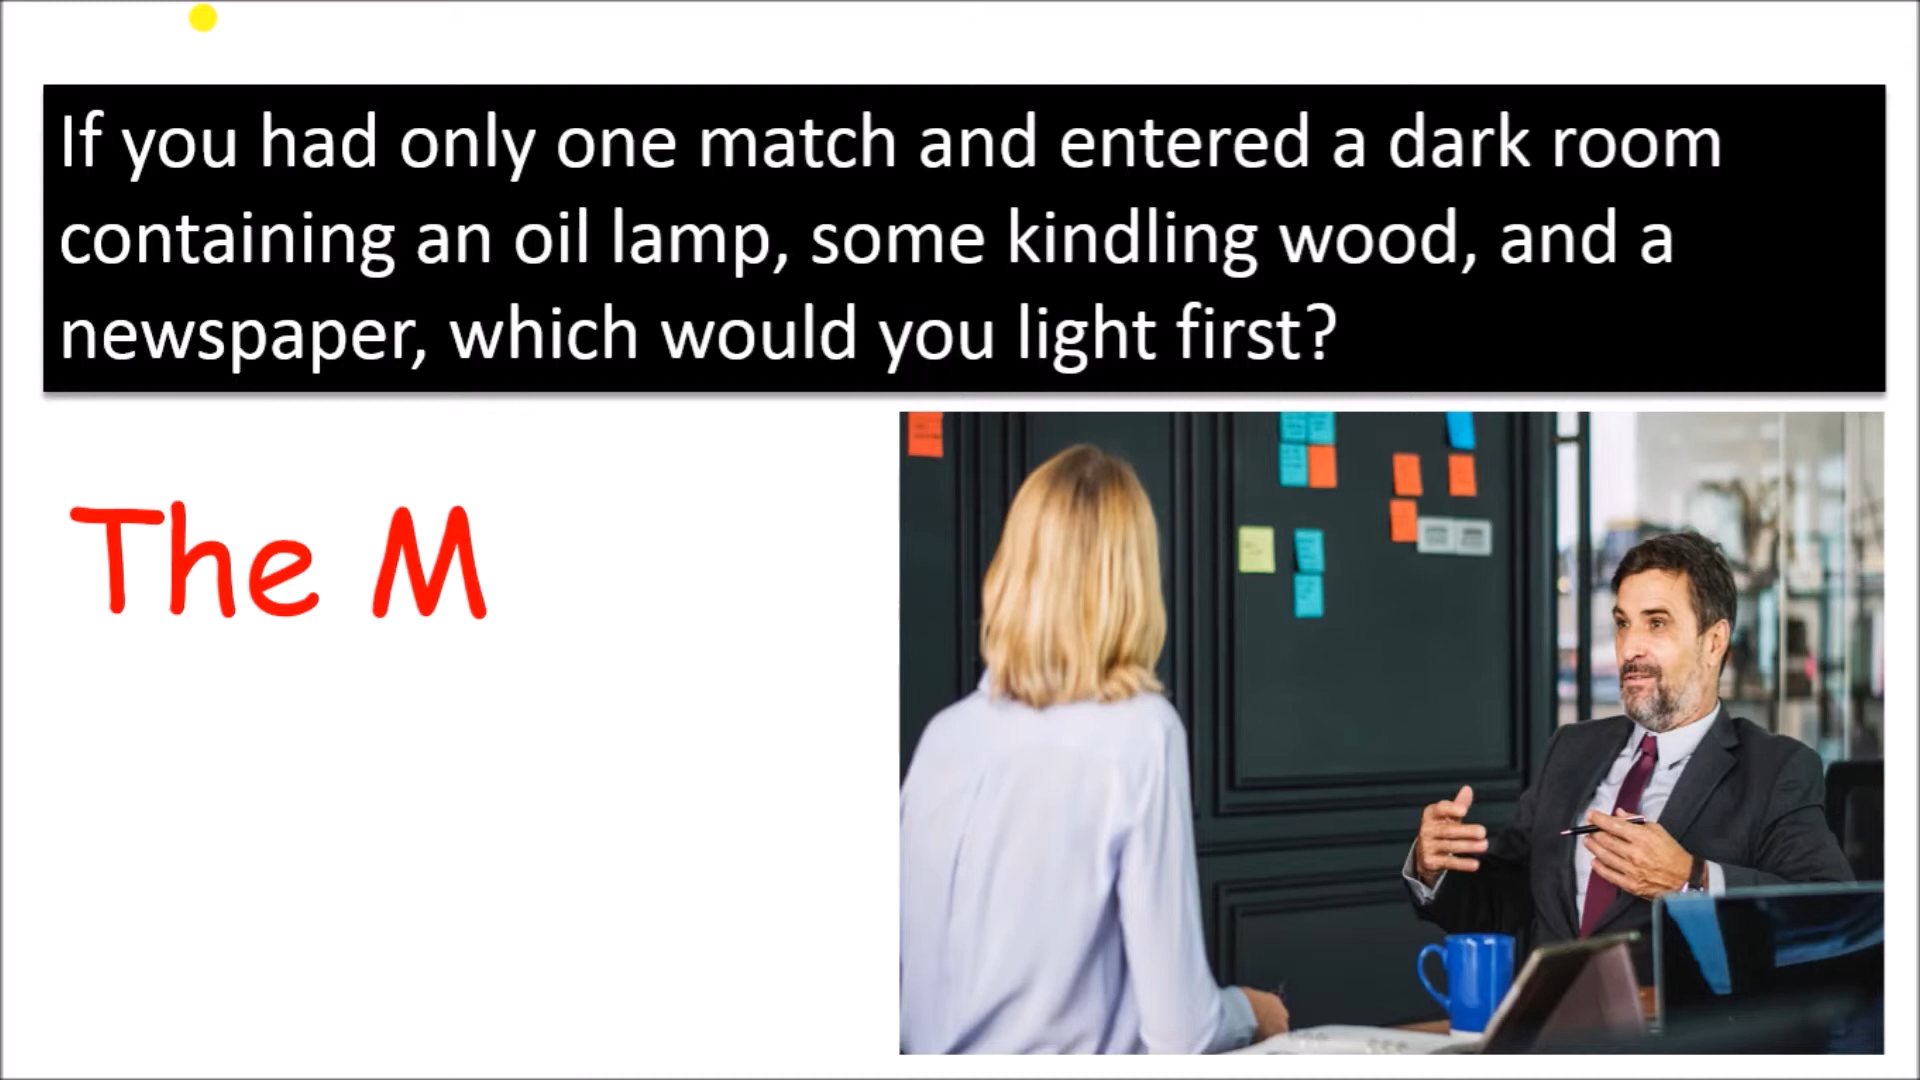 If you had only one match and entered a dark room
containing an oil lamp, some kindling wood, and a
newspaper, which would you light first?
The M